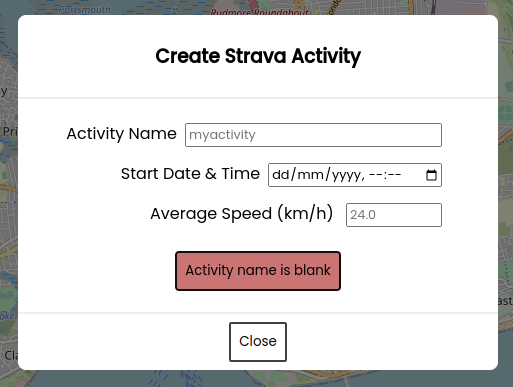 Portsmouth
Rudmore Roundabout
Create Strava Activity
Activity Name myactivity
Start Date & Time dd/mm/yyyy, --:--
Average Speed (km/h) 24.0
Activity name is blank
Close